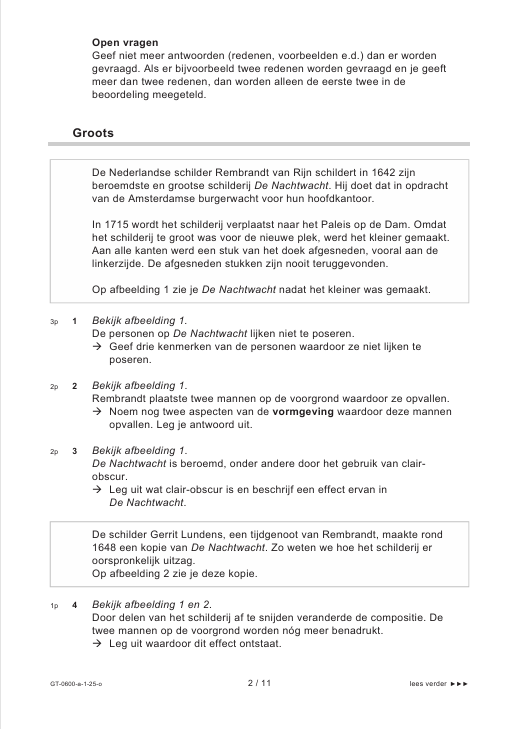 Open vragen
Geef niet meer antwoorden (redenen, voorbeelden e.d.) dan er worden
gevraagd. Als er bijvoorbeeld twee redenen worden gevraagd en je geeft
meer dan twee redenen, dan worden alleen de eerste twee in de
beoordeling meegeteld.
Groots
De Nederlandse schilder Rembrandt van Rijn schildert in 1642 zijn
beroemdste en grootse schilderij De Nachtwacht. Hij doet dat in opdracht
van de Amsterdamse burgerwacht voor hun hoofdkantoor.
In 1715 wordt het schilderij verplaatst naar het Paleis op de Dam. Omdat
het schilderij te groot was voor de nieuwe plek, werd het kleiner gemaakt.
Aan alle kanten werd een stuk van het doek afgesneden, vooral aan de
linkerzijde. De afgesneden stukken zijn nooit teruggevonden.
Op afbeelding 1 zie je De Nachtwacht nadat het kleiner was gemaakt.
3p 1 Bekijk afbeelding 1.
De personen op De Nachtwacht lijken niet te poseren.
→ Geef drie kenmerken van de personen waardoor ze niet lijken te
poseren.
2p 2 Bekijk afbeelding 1.
Rembrandt plaatste twee mannen op de voorgrond waardoor ze opvallen.
→ Noem nog twee aspecten van de vormgeving waardoor deze mannen
opvallen. Leg je antwoord uit.
2p 3 Bekijk afbeelding 1.
De Nachtwacht is beroemd, onder andere door het gebruik van clair-
obscur.
→ Leg uit wat clair-obscur is en beschrijf een effect ervan in
De Nachtwacht.
De schilder Gerrit Lundens, een tijdgenoot van Rembrandt, maakte rond
1648 een kopie van De Nachtwacht. Zo weten we hoe het schilderij er
oorspronkelijk uitzag.
Op afbeelding 2 zie je deze kopie.
1p 4 Bekijk afbeelding 1 en 2.
Door delen van het schilderij af te snijden veranderde de compositie. De
twee mannen op de voorgrond worden nóg meer benadrukt.
→ Leg uit waardoor dit effect ontstaat.
GT-0600-a-1-25-o 2 / 11 lees verder ►►►